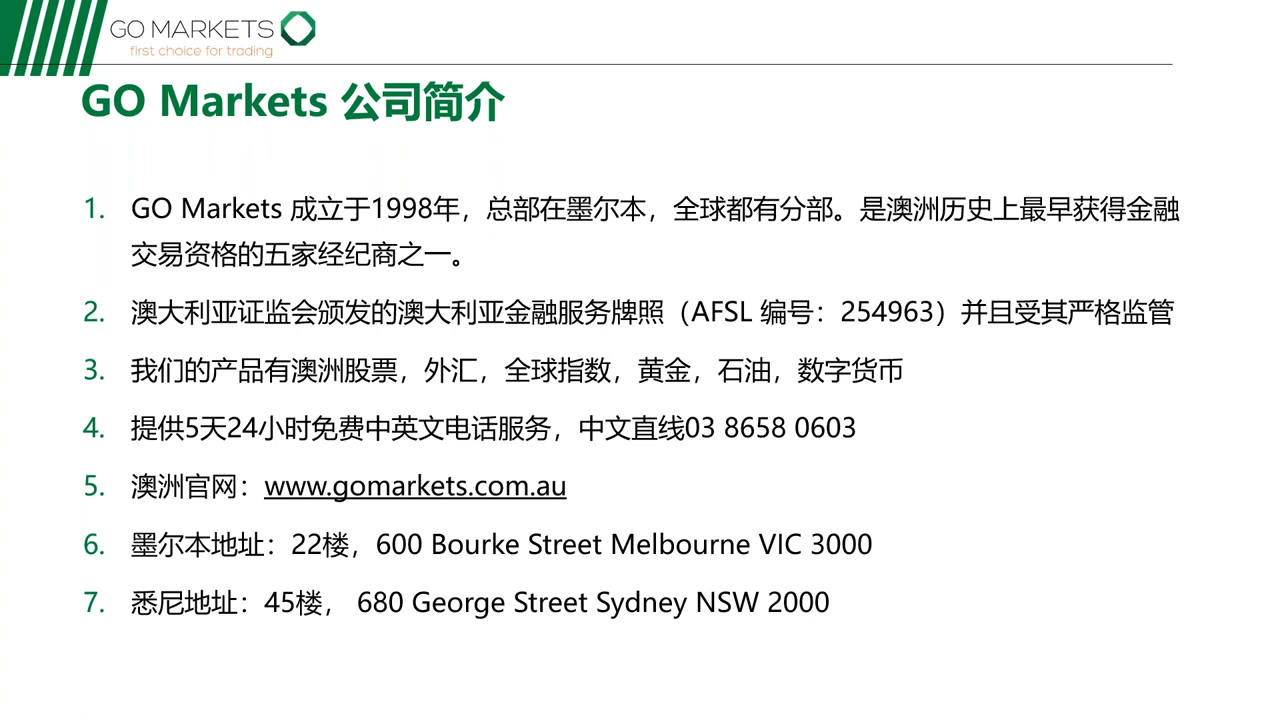 GO MARKETS
first choice for trading
GO Markets 公司简介
1. GO Markets 成立于1998年，总部在墨尔本，全球都有分部。是澳洲历史上最早获得金融
交易资格的五家经纪商之一。
2. 澳大利亚证监会颁发的澳大利亚金融服务牌照（AFSL 编号：254963）并且受其严格监管
3. 我们的产品有澳洲股票，外汇，全球指数，黄金，石油，数字货币
4. 提供5天24小时免费中英文电话服务，中文直线03 8658 0603
5. 澳洲官网：www.gomarkets.com.au
6. 墨尔本地址：22楼，600 Bourke Street Melbourne VIC 3000
7. 悉尼地址：45楼， 680 George Street Sydney NSW 2000